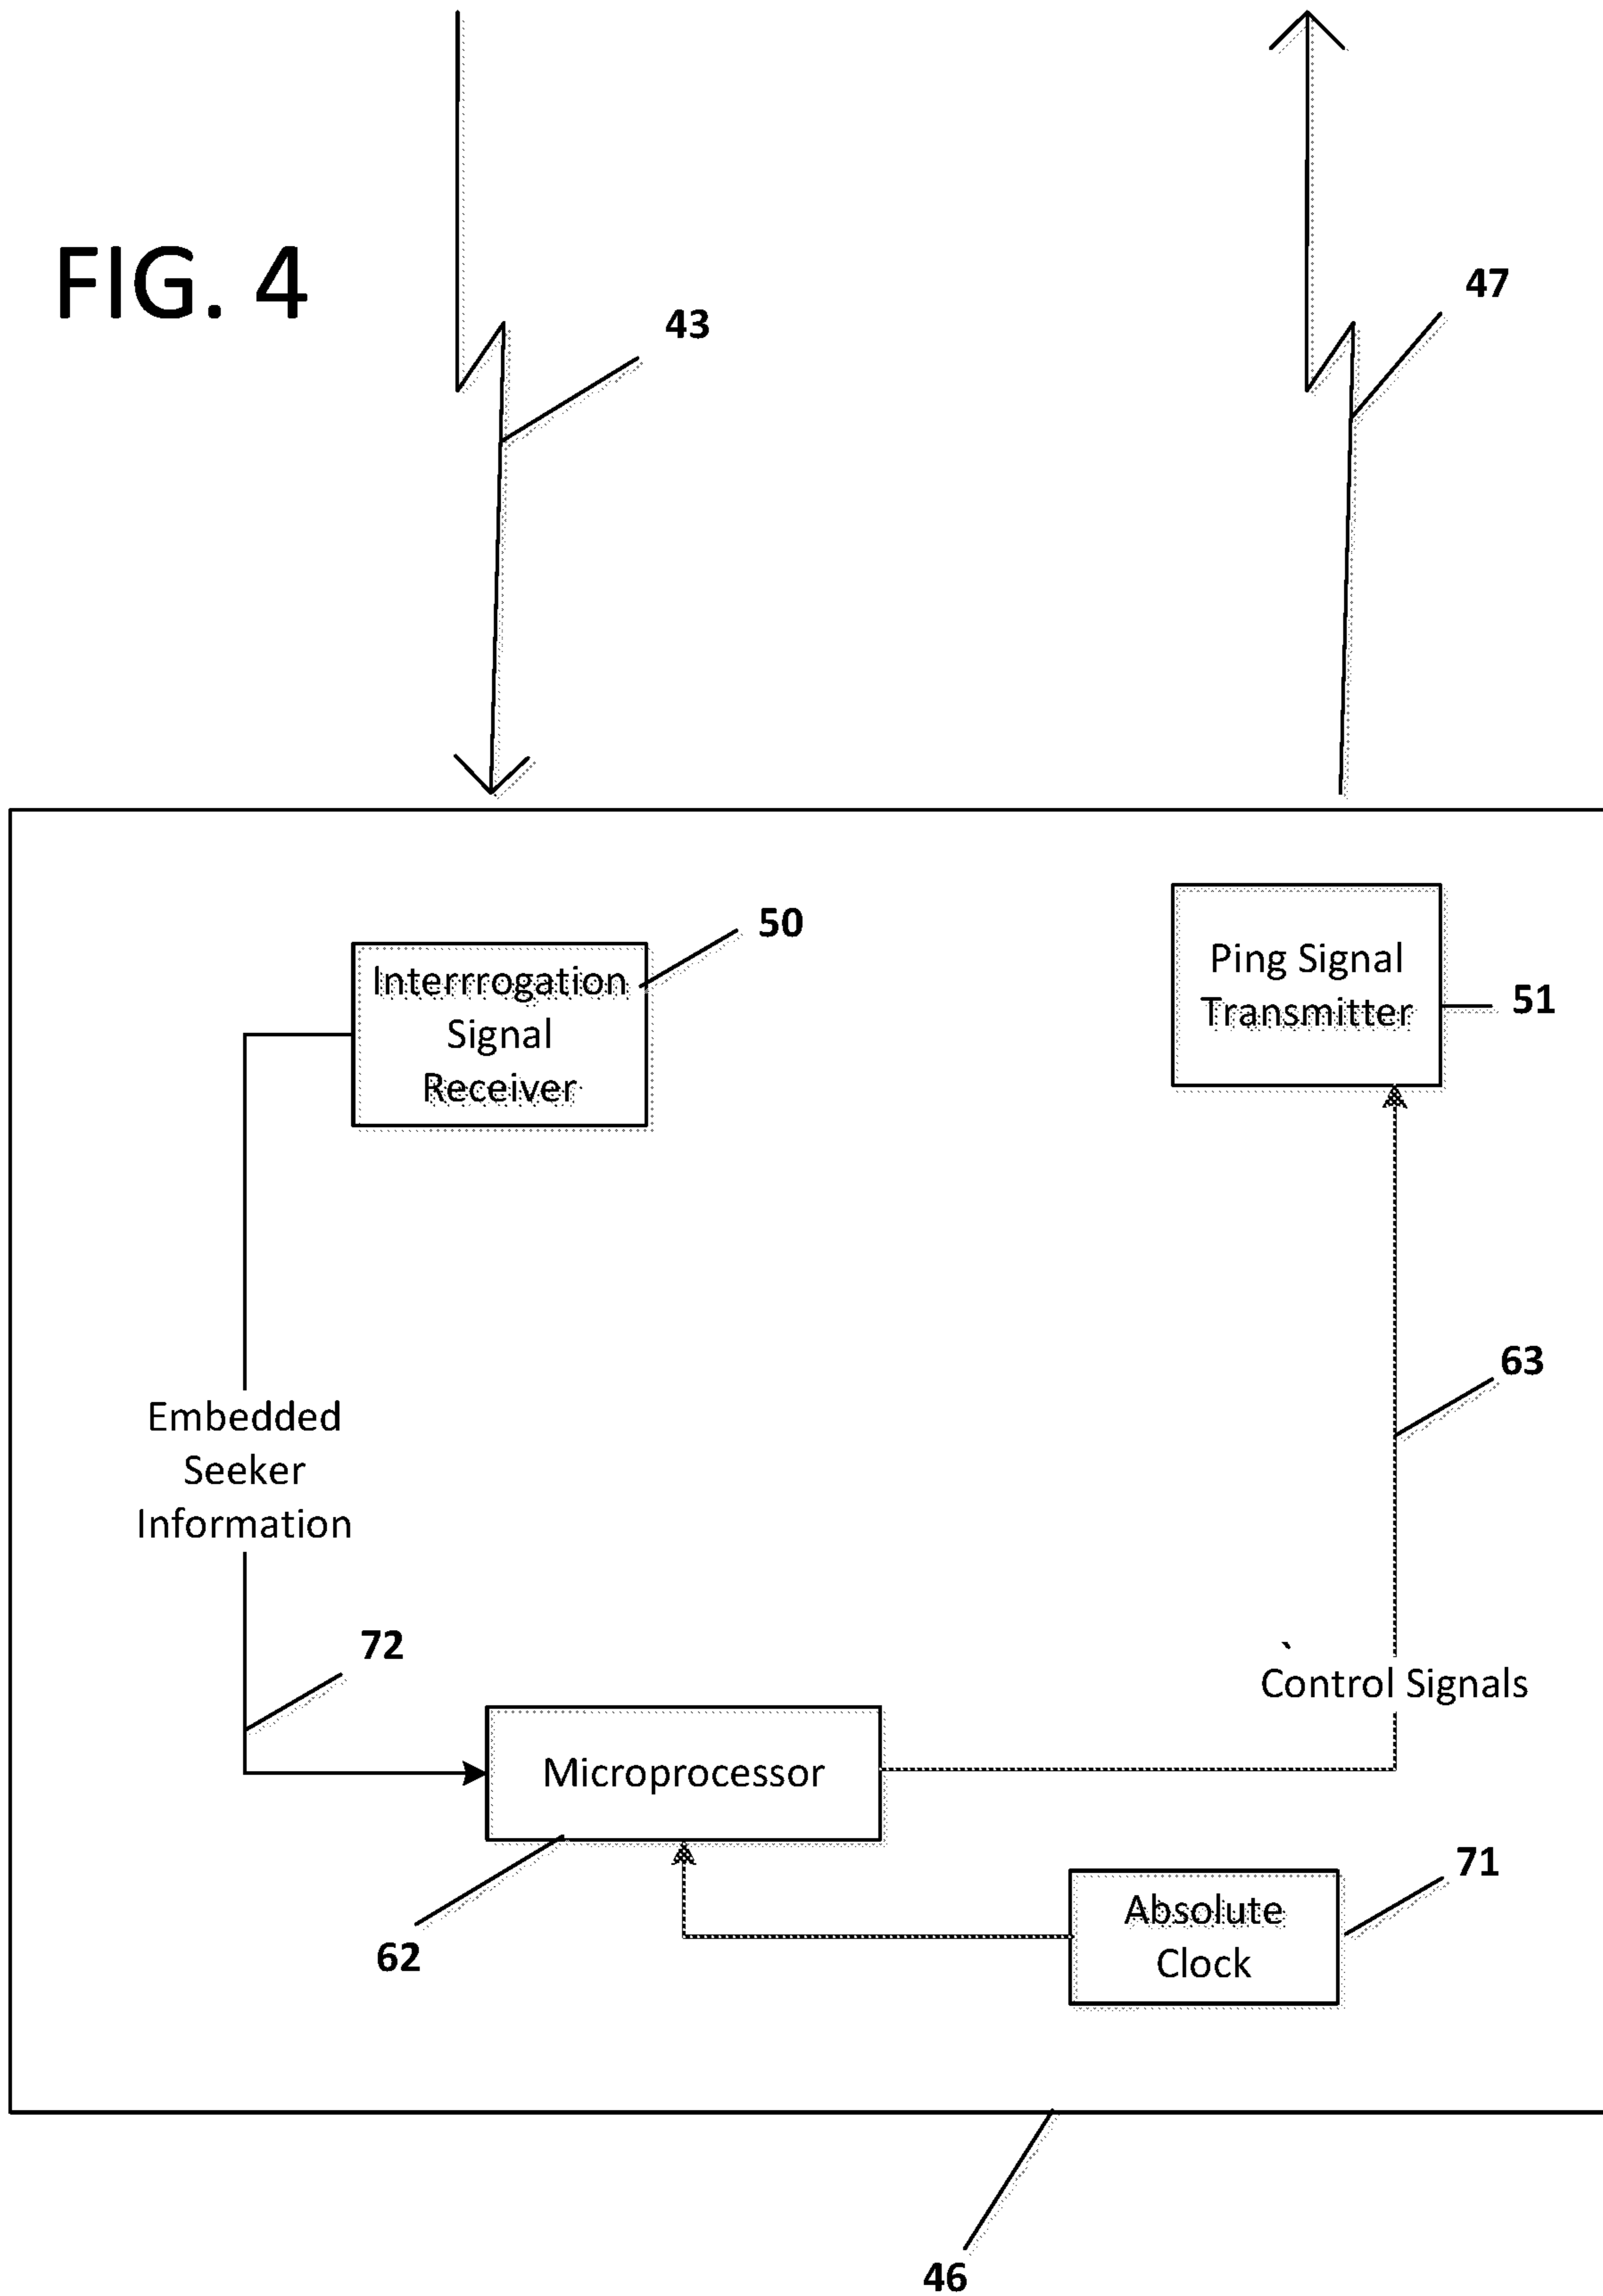 FIG. 4
43
47
50
Interrrogation
Signal
Receiver
Ping Signal
Transmitter
51
63
Embedded
Seeker
Information
72
Control Signals
Microprocessor
62
71
Absolute
Clock
46